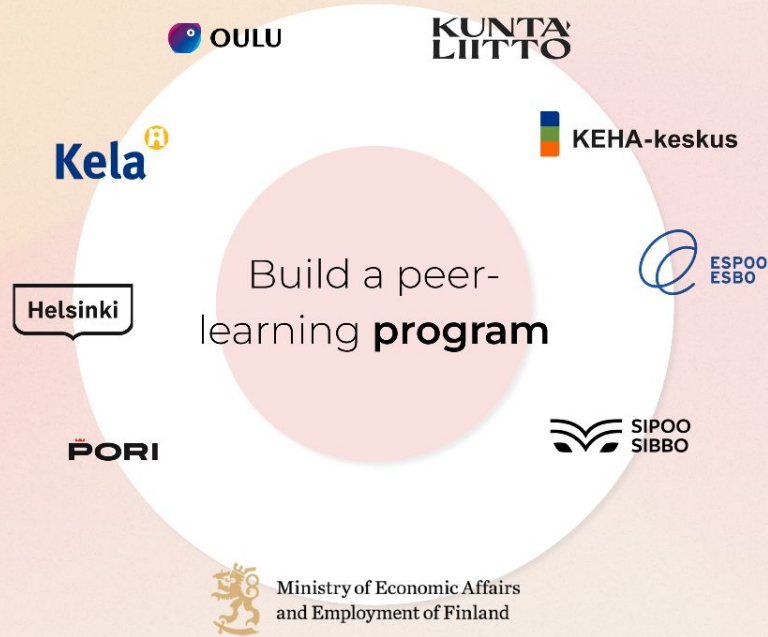 OULU
KUNTA
LIITTO
Kela
KEHA-keskus
Build a peer-
learning program
ESPOO
ESBO
Helsinki
SIPOO
SIBBO
PORI
Ministry of Economic Affairs
and Employment of Finland